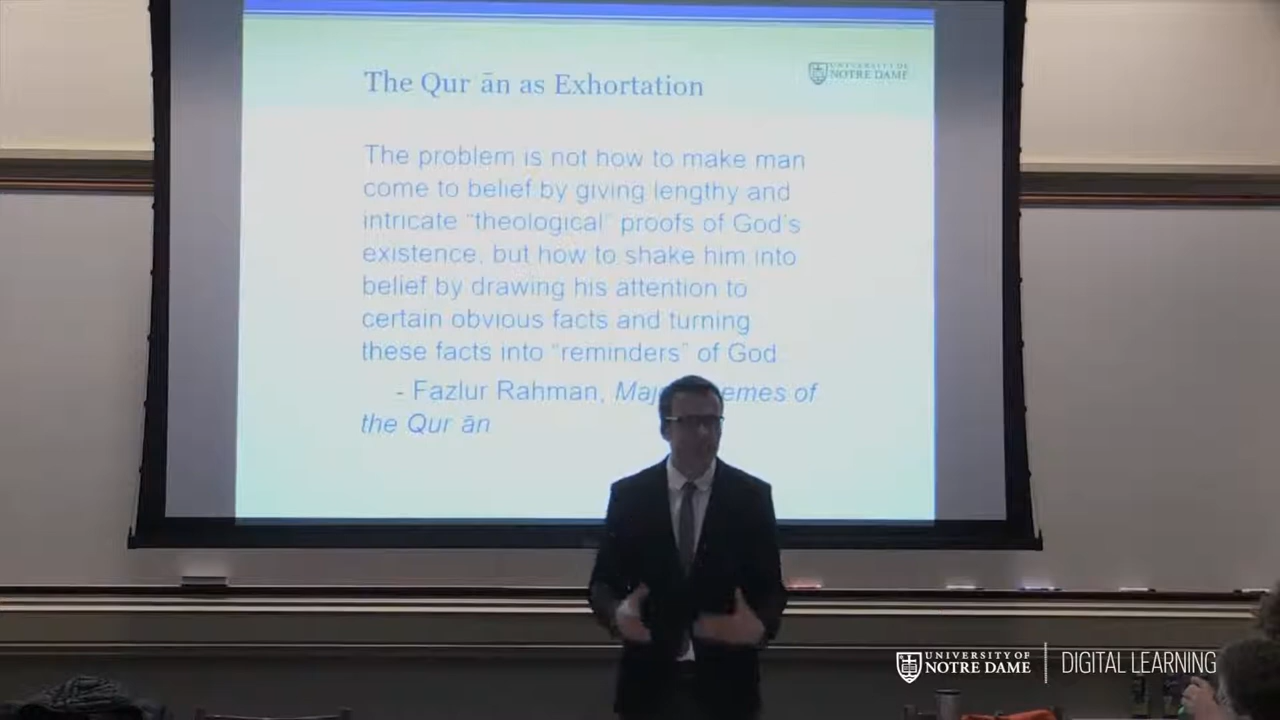 The Qur ān as Exhortation
UNIVERSITY OF
NOTRE DAME
The problem is not how to make man
come to belief by giving lengthy and
intricate “theological” proofs of God's
existence, but how to shake him into
belief by drawing his attention to
certain obvious facts and turning
these facts into “reminders” of God
- Fazlur Rahman, emes of
the Qur ān
UNIVERSITY OF
NOTRE DAME
DIGITAL LEARNING